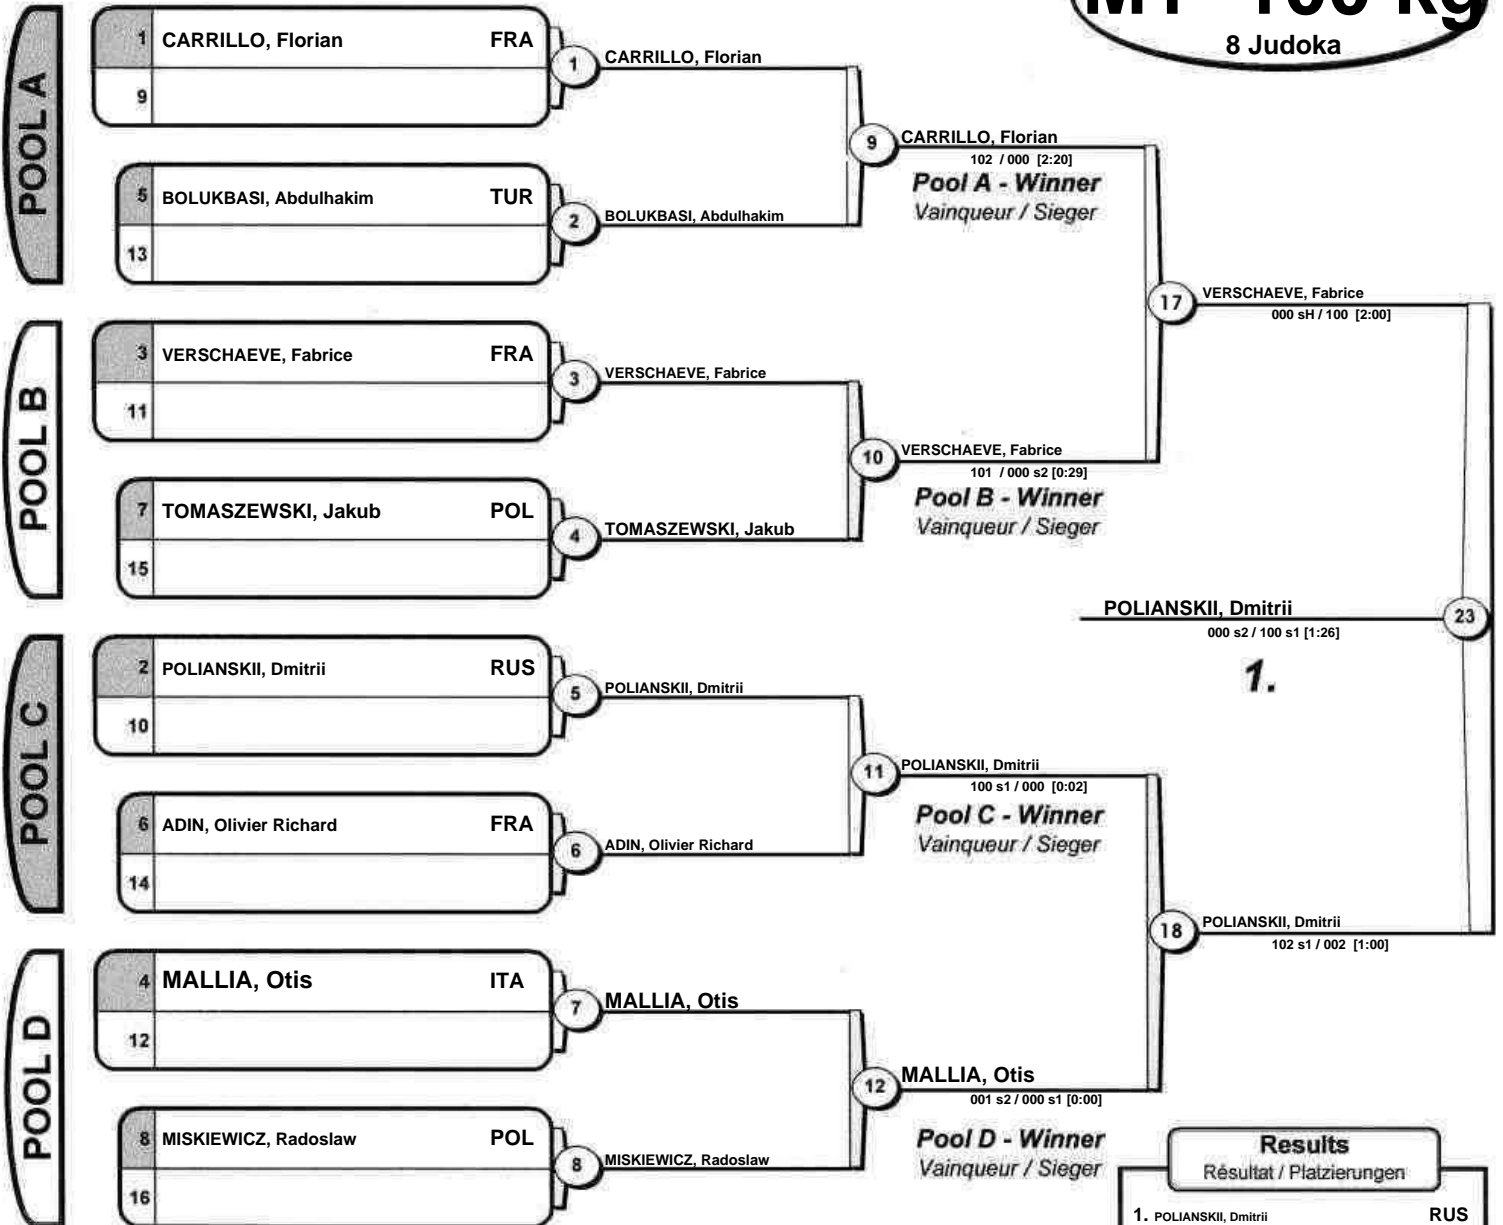 M1 -100 kg
8 Judoka
POOL A
1 CARRILLO, Florian FRA
9
1
CARRILLO, Florian
5 BOLUKBASI, Abdulhakim TUR
13
2
BOLUKBASI, Abdulhakim
9
CARRILLO, Florian
102 / 000 [2:20]
Pool A - Winner
Vainqueur / Sieger
POOL B
3 VERSCHAEVE, Fabrice FRA
11
3
VERSCHAEVE, Fabrice
7 TOMASZEWSKI, Jakub POL
15
4
TOMASZEWSKI, Jakub
10
VERSCHAEVE, Fabrice
101 / 000 s2 [0:29]
Pool B - Winner
Vainqueur / Sieger
17
VERSCHAEVE, Fabrice
000 sH / 100 [2:00]
POLIANSKII, Dmitrii
000 s2 / 100 s1 [1:26]
1.
23
POOL C
2 POLIANSKII, Dmitrii RUS
10
5
POLIANSKII, Dmitrii
6 ADIN, Olivier Richard FRA
14
6
ADIN, Olivier Richard
11
POLIANSKII, Dmitrii
100 s1 / 000 [0:02]
Pool C - Winner
Vainqueur / Sieger
18
POLIANSKII, Dmitrii
102 s1 / 002 [1:00]
POOL D
4 MALLIA, Otis ITA
12
7
MALLIA, Otis
8 MISKIEWICZ, Radoslaw POL
16
8
MISKIEWICZ, Radoslaw
12
MALLIA, Otis
001 s2 / 000 s1 [0:00]
Pool D - Winner
Vainqueur / Sieger
Results
Résultat / Platzierungen
1. POLIANSKII, Dmitrii RUS